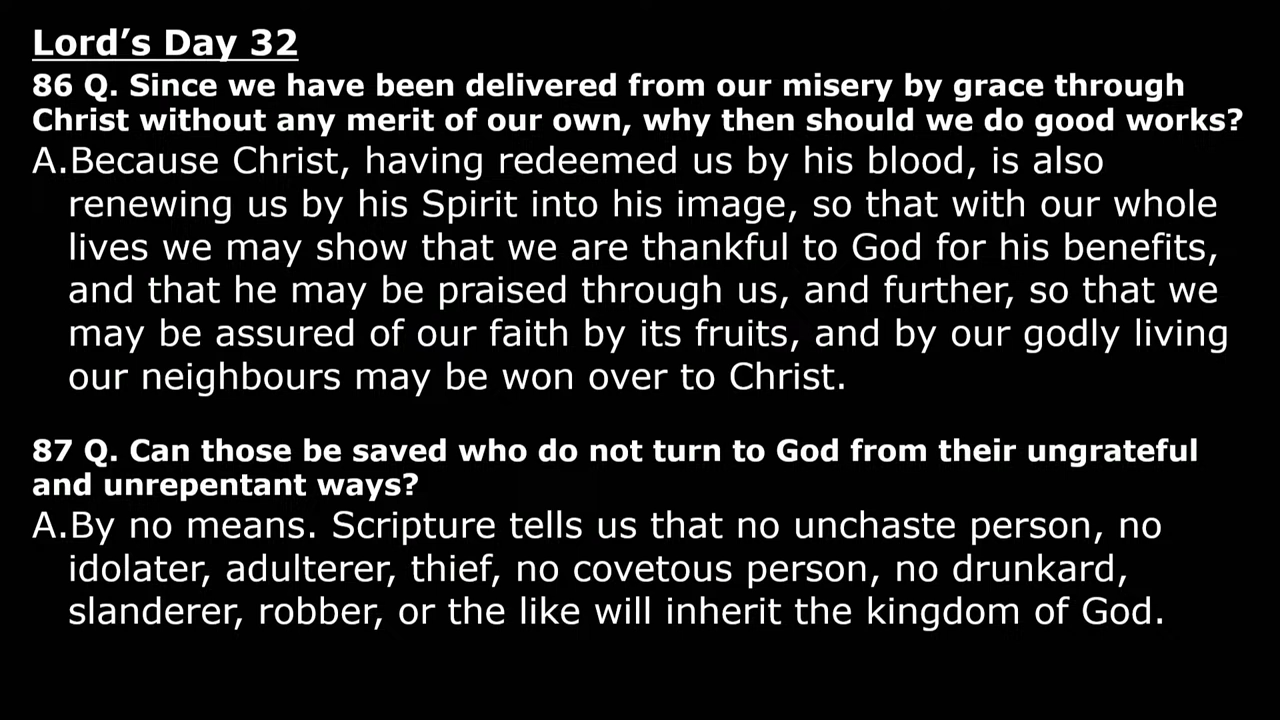 Lord’s Day 32
86 Q. Since we have been delivered from our misery by grace through
Christ without any merit of our own, why then should we do good works?
A.Because Christ, having redeemed us by his blood, is also
renewing us by his Spirit into his image, so that with our whole
lives we may show that we are thankful to God for his benefits,
and that he may be praised through us, and further, so that we
may be assured of our faith by its fruits, and by our godly living
our neighbours may be won over to Christ.
87 Q. Can those be saved who do not turn to God from their ungrateful
and unrepentant ways?
A.By no means. Scripture tells us that no unchaste person, no
idolater, adulterer, thief, no covetous person, no drunkard,
slanderer, robber, or the like will inherit the kingdom of God.